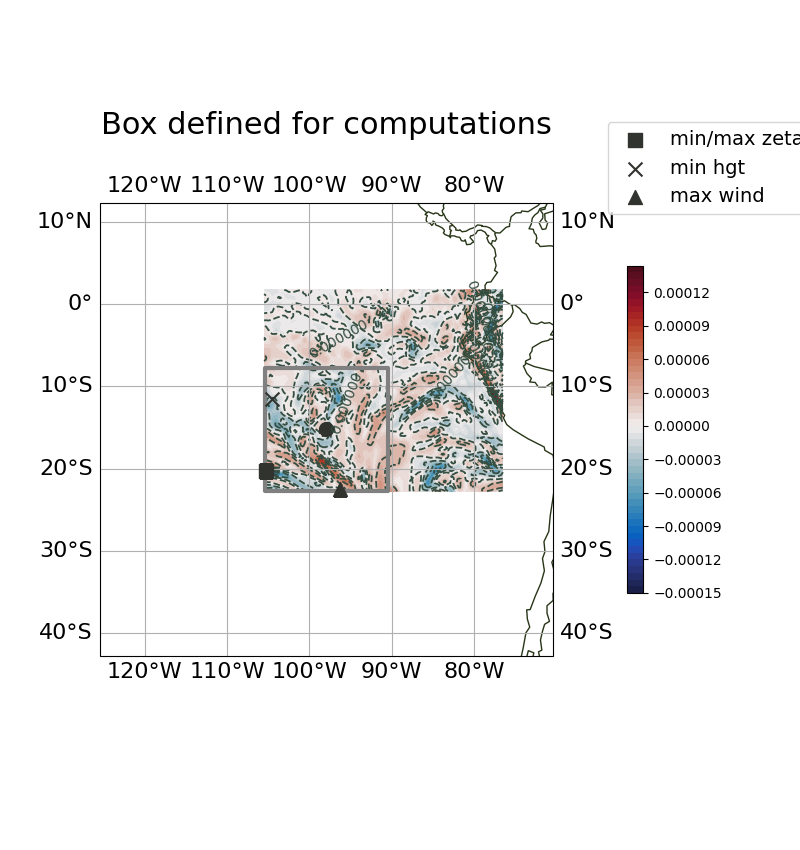 Box defined for computations
min/max zeta
min hgt
max wind
120°W 110°W 100°W 90°W 80°W
10°N 10°N
0° 0°
10°S 10°S
20°S 20°S
30°S 30°S
40°S 40°S
120°W 110°W 100°W 90°W 80°W
0.00012
0.00009
0.00006
0.00003
0.00000
−0.00003
−0.00006
−0.00009
−0.00012
−0.00015